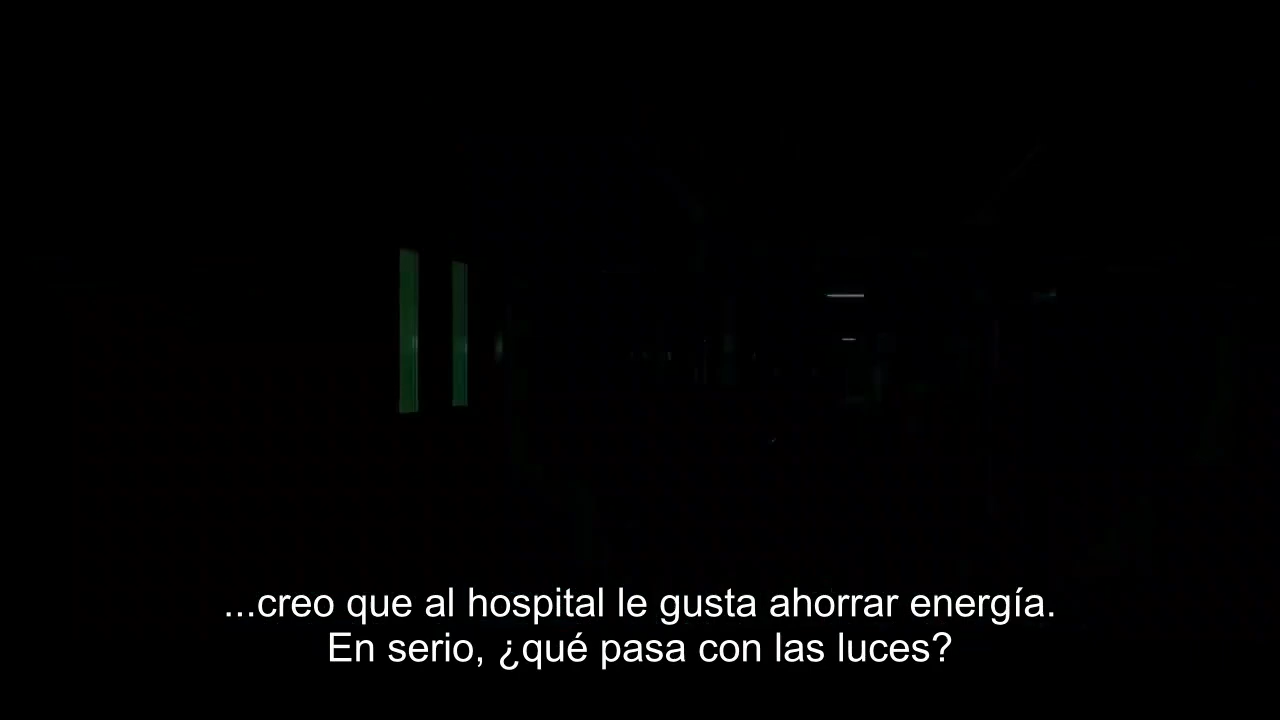 ...creo que al hospital le gusta ahorrar energía.
En serio, ¿qué pasa con las luces?